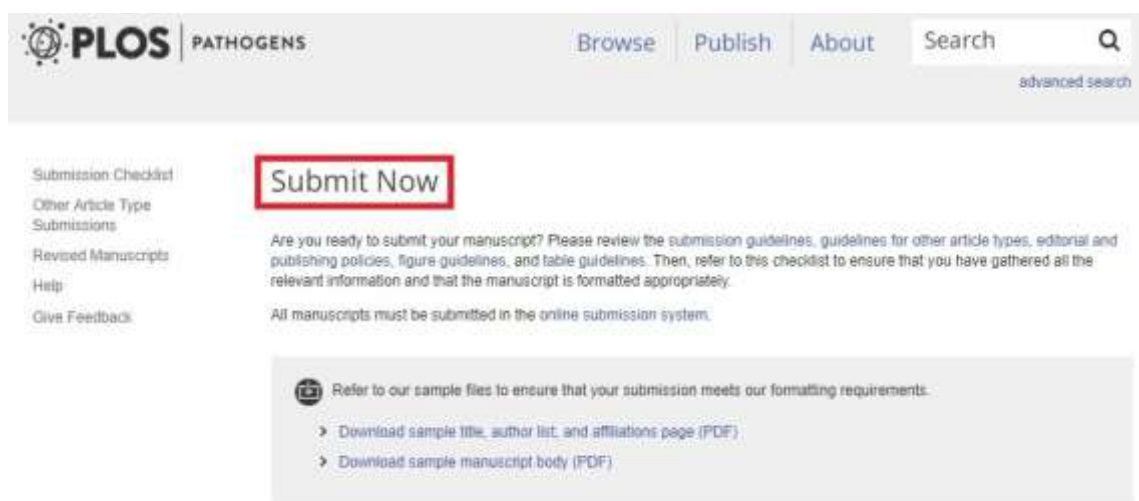 PLOS PATHOGENS
Browse Publish About Search
advanced search
Submission Checklist
Other Article Type
Submissions
Revised Manuscripts
Help
Give Feedback
Submit Now
Are you ready to submit your manuscript? Please review the submission guidelines, guidelines for other article types, editorial and
publishing policies, figure guidelines, and table guidelines. Then, refer to this checklist to ensure that you have gathered all the
relevant information and that the manuscript is formatted appropriately.
All manuscripts must be submitted in the online submission system.
Refer to our sample files to ensure that your submission meets our formatting requirements.
Download sample title, author list, and affiliations page (PDF)
Download sample manuscript body (PDF)